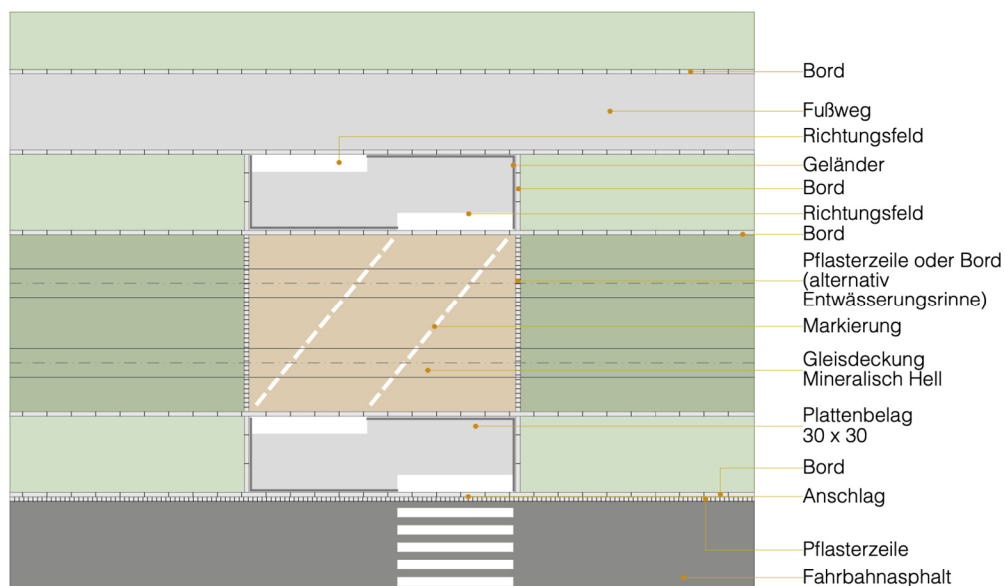 Bord
Fußweg
Richtungsfeld
Geländer
Bord
Richtungsfeld
Bord
Pflasterzeile oder Bord
(alternativ
Entwässerungsrinne)
Markierung
Gleisdeckung
Mineralisch Hell
Plattenbelag
30 x 30
Bord
Anschlag
Pflasterzeile
Fahrbahnasphalt